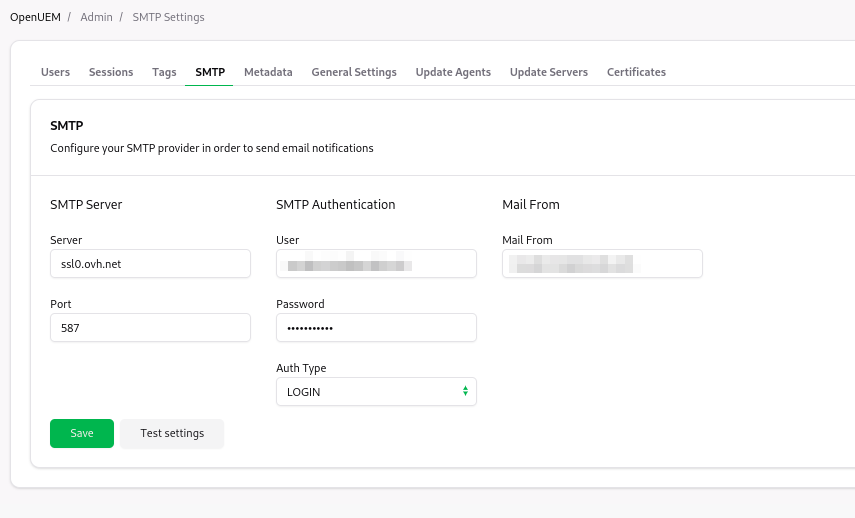 OpenUEM / Admin / SMTP Settings
Users Sessions Tags SMTP Metadata General Settings Update Agents Update Servers Certificates
SMTP
Configure your SMTP provider in order to send email notifications
SMTP Server SMTP Authentication Mail From
Server User Mail From
ssl0.ovh.net
Port Password
587 •••••••••••
Auth Type
LOGIN
Save Test settings